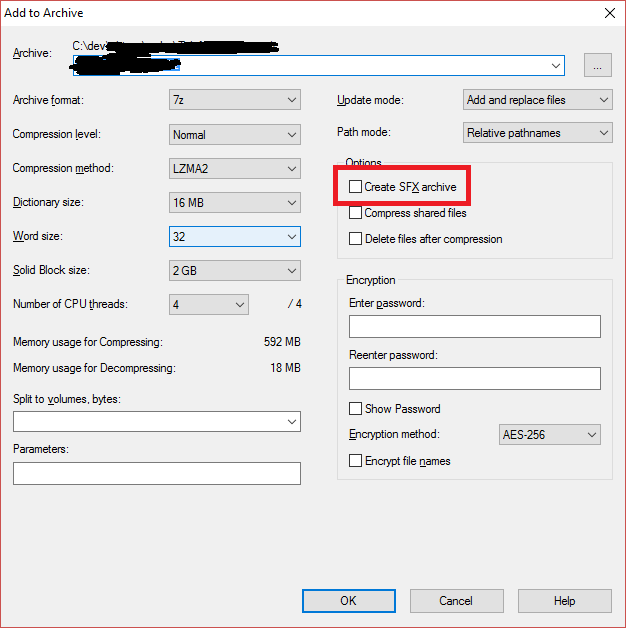 Add to Archive
Archive:
C:\dev
...
Archive format:
7z
Compression level:
Normal
Compression method:
LZMA2
Dictionary size:
16 MB
Word size:
32
Solid Block size:
2 GB
Number of CPU threads:
4
/ 4
Memory usage for Compressing:
592 MB
Memory usage for Decompressing:
18 MB
Split to volumes, bytes:
Parameters:
Update mode:
Add and replace files
Path mode:
Relative pathnames
Options
Create SFX archive
Compress shared files
Delete files after compression
Encryption
Enter password:
Reenter password:
Show Password
Encryption method:
AES-256
Encrypt file names
OK
Cancel
Help